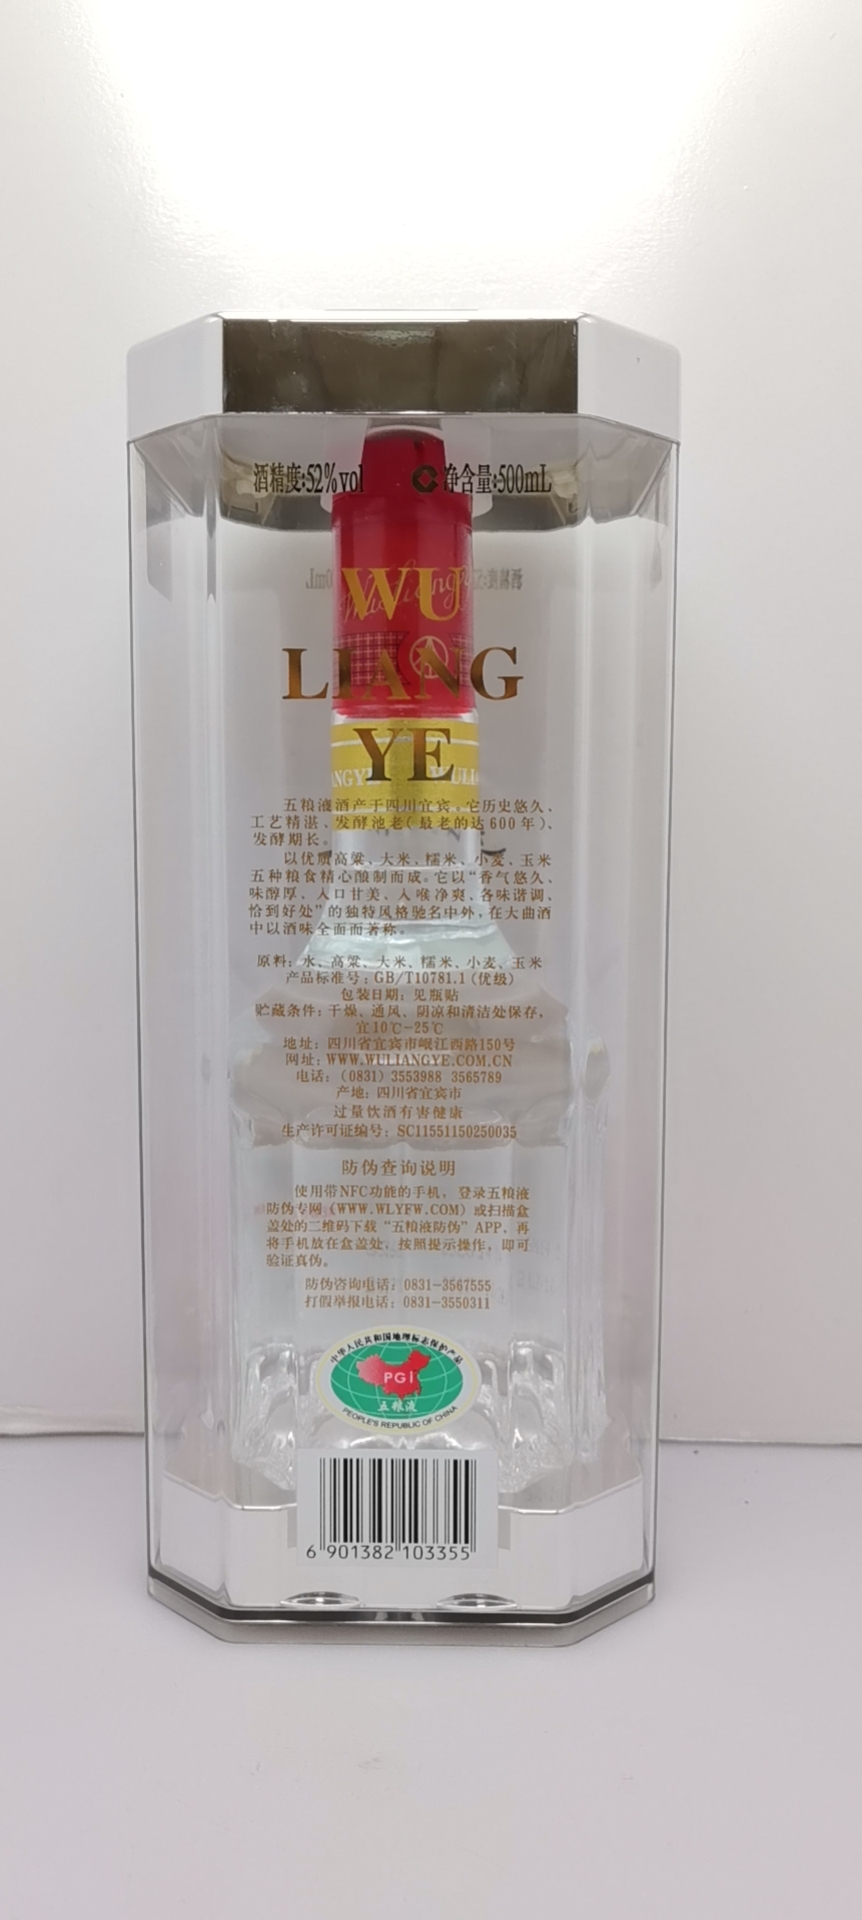 酒精度:52%vol
净含量:500mL
WU
LIANG
YE
五粮液酒产于四川宜宾。它历史悠久、
工艺精湛、发酵池老(最老的达600年)、
发酵期长。
以优质高粱、大米、糯米、小麦、玉米
五种粮食精心酿制而成。它以“香气悠久、
味醇厚、入口甘美、入喉净爽、各味谐调、
恰到好处”的独特风格驰名中外，在大曲酒
中以酒味全面而著称。
原料：水、高粱、大米、糯米、小麦、玉米
产品标准号：GB/T10781.1(优级)
包装日期：见瓶贴
贮藏条件：干燥、通风、阴凉和清洁处保存，
宜10℃-25℃
地址：四川省宜宾市岷江西路150号
网址：WWW.WULIANGYE.COM.CN
电话：(0831) 3553988 3565789
产地：四川省宜宾市
过量饮酒有害健康
生产许可证编号：SC11551150250035
防伪查询说明
使用带NFC功能的手机，登录五粮液
防伪专网(WWW.WLYFW.COM)或扫描盒
盖处的二维码下载“五粮液防伪”APP，再
将手机放在盒盖处，按照提示操作，即可
验证真伪。
防伪咨询电话：0831-3567555
打假举报电话：0831-3550311
中华人民共和国地理标志保护产品
PGI
五粮液
PEOPLE'S REPUBLIC OF CHINA
6 901382 103355